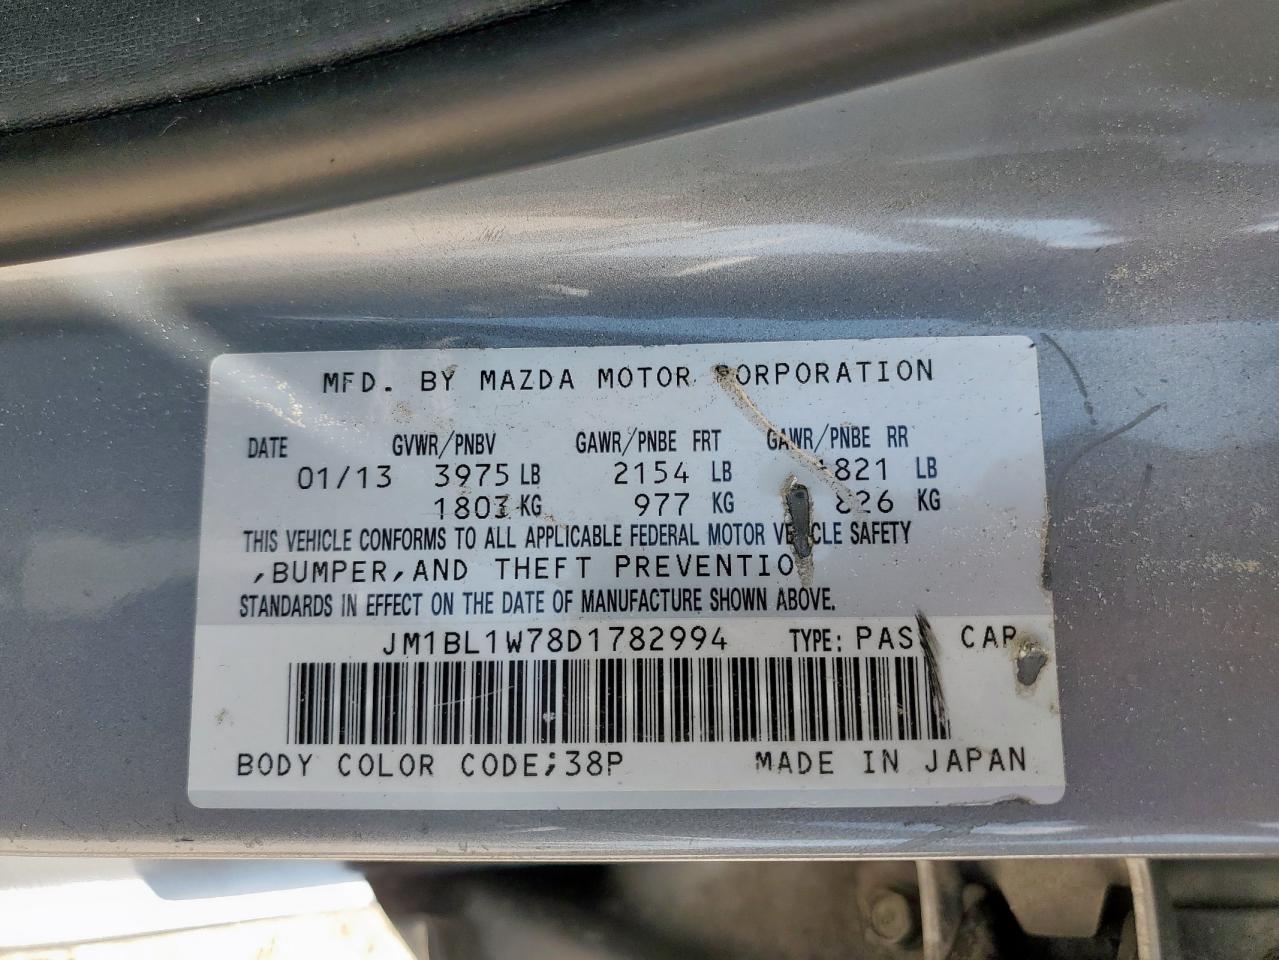 MFD. BY MAZDA MOTOR CORPORATION
DATE GVWR/PNBV GAWR/PNBE FRT GAWR/PNBE RR
01/13 3975 LB 2154 LB 1821 LB
1803 KG 977 KG 826 KG
THIS VEHICLE CONFORMS TO ALL APPLICABLE FEDERAL MOTOR VEHICLE SAFETY
,BUMPER,AND THEFT PREVENTION
STANDARDS IN EFFECT ON THE DATE OF MANUFACTURE SHOWN ABOVE.
JM1BL1W78D1782994 TYPE: PASS CAR
BODY COLOR CODE;38P MADE IN JAPAN